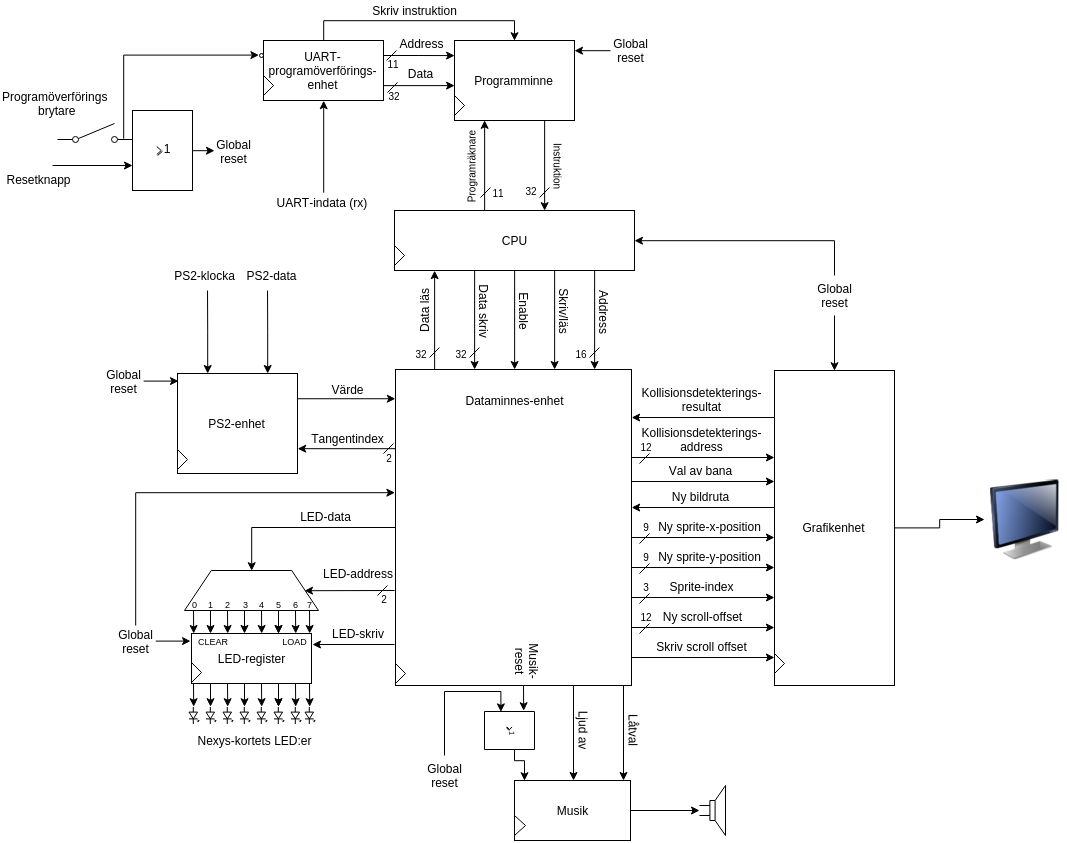 Skriv instruktion
UART-
programöverförings-
enhet
Address
11
Data
32
Programminne
Global
reset
Programöverförings
brytare
≥1
Global
reset
Resetknapp
UART-indata (rx)
Programräknare
11
32
Instruktion
CPU
Global
reset
PS2-klocka
PS2-data
Data läs
32
Data skriv
32
Enable
Skriv/läs
Address
16
Global
reset
PS2-enhet
Värde
Tangentindex
2
Dataminnes-enhet
Kollisionsdetekterings-
resultat
Kollisionsdetekterings-
address
12
Val av bana
Ny bildruta
9
Ny sprite-x-position
9
Ny sprite-y-position
3
Sprite-index
12
Ny scroll-offset
Skriv scroll offset
Grafikenhet
LED-data
LED-address
2
0 1 2 3 4 5 6 7
Global
reset
CLEAR
LOAD
LED-register
LED-skriv
Nexys-kortets LED:er
Musik-
reset
≥1
Ljud av
Låtval
Global
reset
Musik